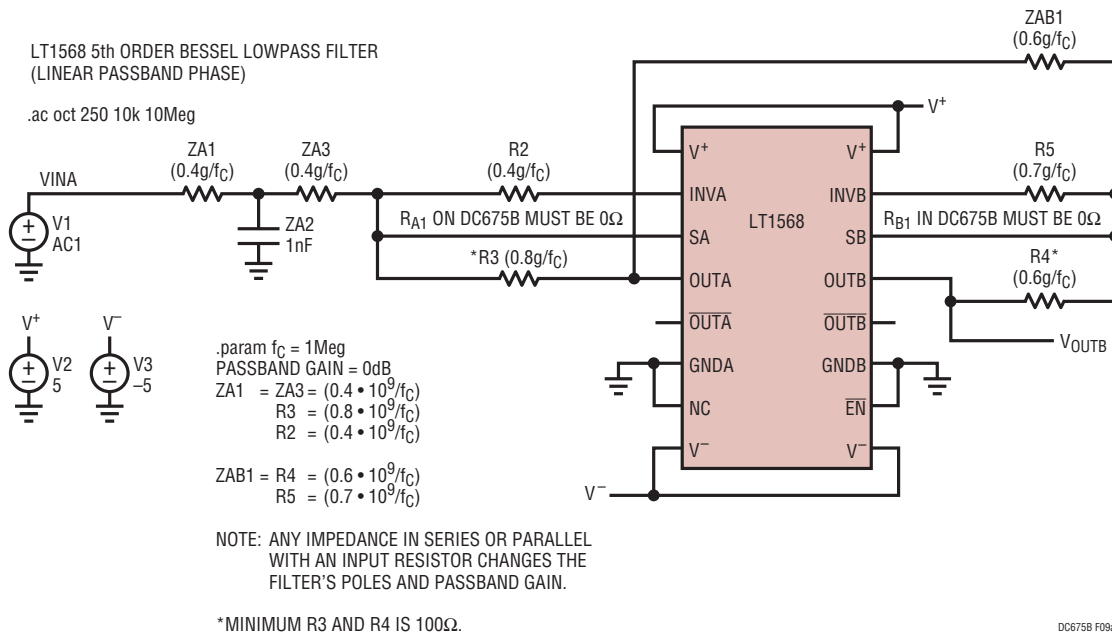 LT1568 5th ORDER BESSEL LOWPASS FILTER
(LINEAR PASSBAND PHASE)
.ac oct 250 10k 10Meg
ZAB1
(0.6g/fC)
V+
ZA1
(0.4g/fC)
ZA3
(0.4g/fC)
R2
(0.4g/fC)
R5
(0.7g/fC)
VINA
V+
V+
INVA
INVB
V1
AC1
ZA2
1nF
RA1 ON DC675B MUST BE 0Ω
LT1568
RB1 IN DC675B MUST BE 0Ω
SA
SB
*R3 (0.8g/fC)
R4*
(0.6g/fC)
OUTA
OUTB
OUTA
OUTB
VOUTB
V+
V–
V2
5
V3
–5
GNDA
GNDB
NC
EN
V–
V–
V–
.param fC = 1Meg
PASSBAND GAIN = 0dB
ZA1 = ZA3 = (0.4 • 10^9/fC)
R3 = (0.8 • 10^9/fC)
R2 = (0.4 • 10^9/fC)
ZAB1 = R4 = (0.6 • 10^9/fC)
R5 = (0.7 • 10^9/fC)
NOTE: ANY IMPEDANCE IN SERIES OR PARALLEL
WITH AN INPUT RESISTOR CHANGES THE
FILTER'S POLES AND PASSBAND GAIN.
*MINIMUM R3 AND R4 IS 100Ω.